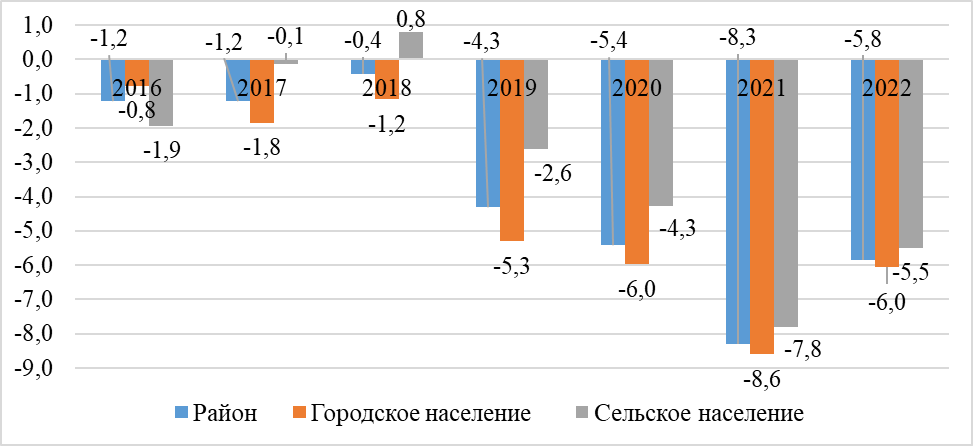 1,0 -1,2 -1,2 -0,1 -0,4 0,8 -4,3 -5,4 -8,3 -5,8
0,0
-1,0 2016 2017 2018 2019 2020 2021 2022
-0,8 -1,8 -1,2
-2,0
-1,9
-3,0 -2,6
-4,0
-5,0 -4,3
-6,0 -5,3 -6,0 -5,5
-7,0 -6,0
-8,0
-9,0 -7,8
-8,6
Район Городское население Сельское население